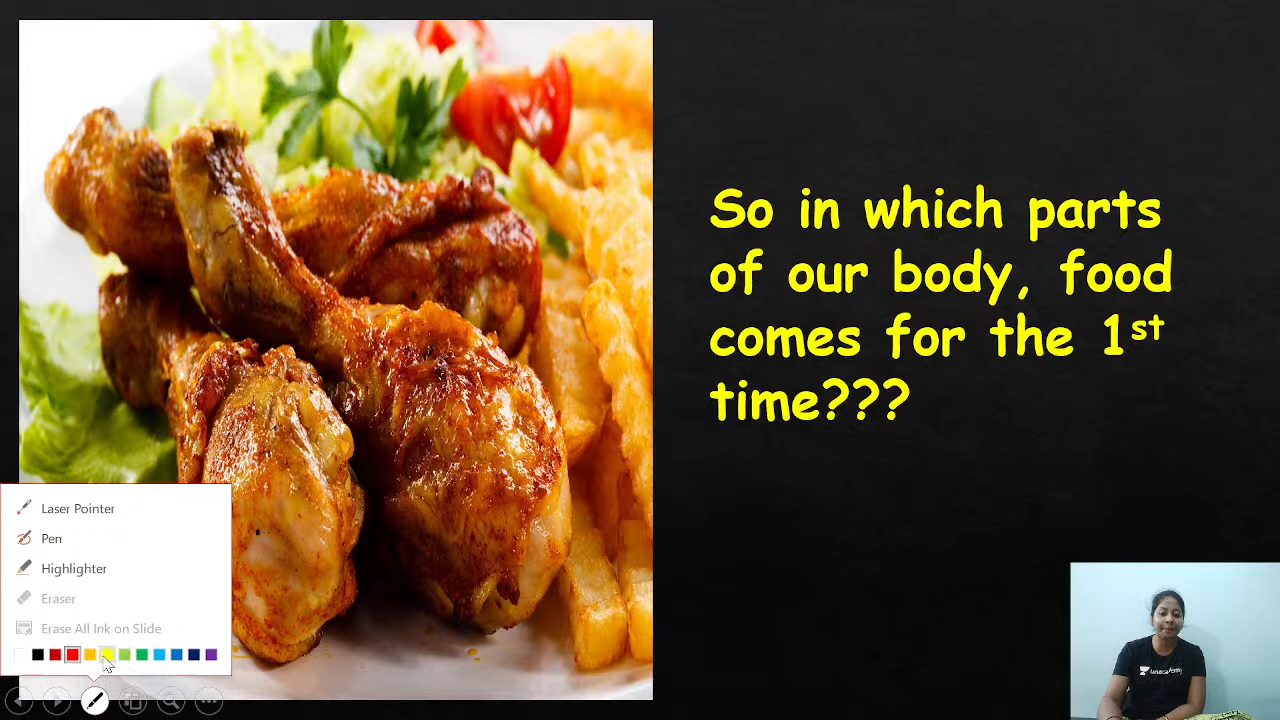 So in which parts
of our body, food
comes for the 1st
time???
Laser Pointer
Pen
Highlighter
Eraser
Erase All Ink on Slide